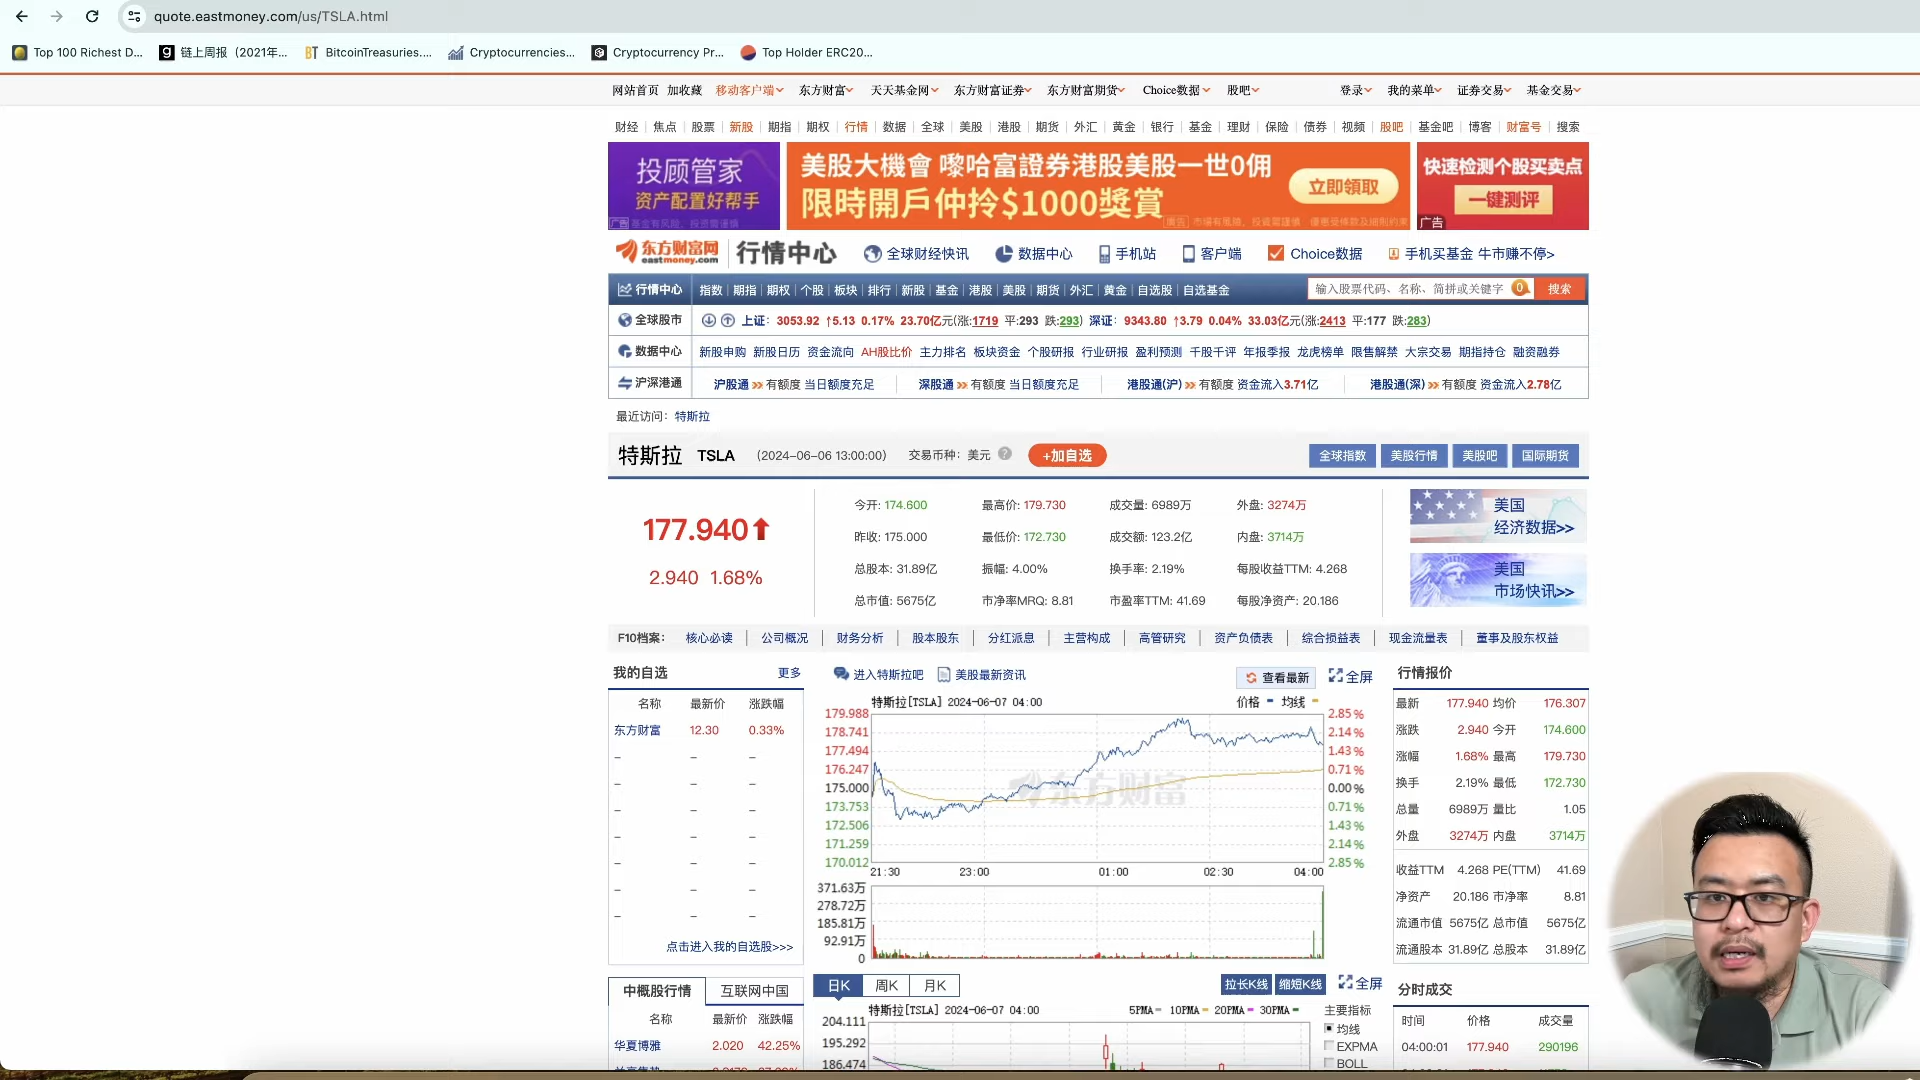 quote.eastmoney.com/us/TSLA.html
Top 100 Richest D... 链上周报（2021年... BitcoinTreasuries.... Cryptocurrencies... Cryptocurrency Pr... Top Holder ERC20...
网站首页 加收藏 移动客户端 东方财富 天天基金网 东方财富证券 东方财富期货 Choice数据 股吧 登录 我的菜单 证券交易 基金交易
财经 焦点 股票 新股 期指 期权 行情 数据 全球 美股 港股 期货 外汇 黄金 银行 基金 理财 保险 债券 视频 股吧 基金吧 博客 财富号 搜索
投顾管家
资产配置好帮手
广告
美股大機會 嚟哈富證券港股美股一世0佣
限時開戶仲拎$1000獎賞
立即領取
快速检测个股买卖点
一键测评
广告
东方财富网
eastmoney.com
行情中心 全球财经快讯 数据中心 手机站 客户端 Choice数据 手机买基金 牛市赚不停>
行情中心 指数 期指 期权 个股 板块 排行 新股 基金 港股 美股 期货 外汇 黄金 自选股 自选基金 输入股票代码、名称、简拼或关键字 搜索
全球股市 上证：3053.92 ↑5.13 0.17% 23.70亿元(涨:1719 平:293 跌:293) 深证：9343.80 ↑3.79 0.04% 33.03亿元(涨:2413 平:177 跌:283)
数据中心 新股申购 新股日历 资金流向 AH股比价 主力排名 板块资金 个股研报 行业研报 盈利预测 千股千评 年报季报 龙虎榜单 限售解禁 大宗交易 期指持仓 融资融券
沪深港通 沪股通 有额度 当日额度充足 深股通 有额度 当日额度充足 港股通(沪) 有额度 资金流入3.71亿 港股通(深) 有额度 资金流入2.78亿
最近访问： 特斯拉
特斯拉 TSLA (2024-06-06 13:00:00) 交易币种：美元 ? +加自选 全球指数 美股行情 美股吧 国际期货
177.940↑
2.940 1.68%
今开: 174.600 最高价: 179.730 成交量: 6989万 外盘: 3274万
昨收: 175.000 最低价: 172.730 成交额: 123.2亿 内盘: 3714万
总股本: 31.89亿 振幅: 4.00% 换手率: 2.19% 每股收益TTM: 4.268
总市值: 5675亿 市净率MRQ: 8.81 市盈率TTM: 41.69 每股净资产: 20.186
美国
经济数据>>
美国
市场快讯>>
F10档案： 核心必读 公司概况 财务分析 股本股东 分红派息 主营构成 高管研究 资产负债表 综合损益表 现金流量表 董事及股东权益
我的自选 更多
名称 最新价 涨跌幅
东方财富 12.30 0.33%
– – –
– – –
– – –
– – –
– – –
– – –
– – –
点击进入我的自选股>>>
中概股行情 互联网中国
名称 最新价 涨跌幅
华夏博雅 2.020 42.25%
进入特斯拉吧 美股最新资讯 查看最新 全屏
特斯拉[TSLA] 2024-06-07 04:00 价格 均线
179.988 2.85%
178.741 2.14%
177.494 1.43%
176.247 0.71%
175.000 0.00%
173.753 0.71%
172.506 1.43%
171.259 2.14%
170.012 2.85%
东方财富
21:30 23:00 01:00 02:30 04:00
371.63万
278.72万
185.81万
92.91万
0
日K 周K 月K 拉长K线 缩短K线 全屏
特斯拉[TSLA] 2024-06-07 04:00 5PMA 10PMA 20PMA 30PMA 主要指标
204.111 均线
195.292 EXPMA
186.474 BOLL
行情报价
最新 177.940 均价 176.307
涨跌 2.940 今开 174.600
涨幅 1.68% 最高 179.730
换手 2.19% 最低 172.730
总量 6989万 量比 1.05
外盘 3274万 内盘 3714万
收益TTM 4.268 PE(TTM) 41.69
净资产 20.186 市净率 8.81
流通市值 5675亿 总市值 5675亿
流通股本 31.89亿 总股本 31.89亿
分时成交
时间 价格 成交量
04:00:01 177.940 290196